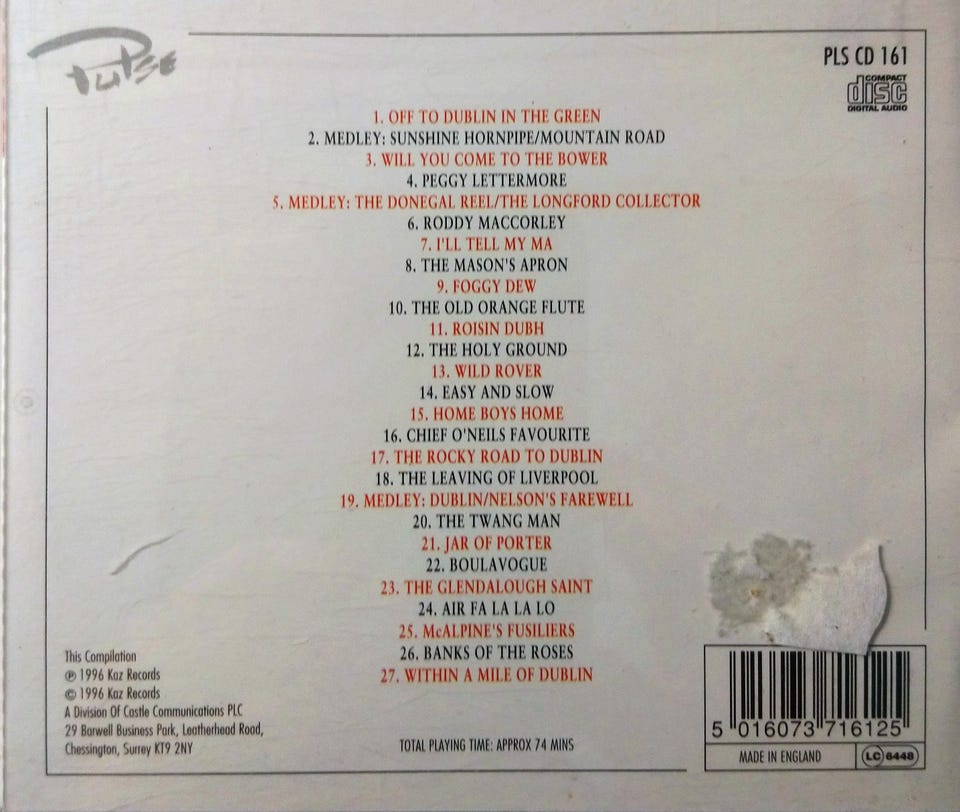 Pulse
PLS CD 161
COMPACT
disc
DIGITAL AUDIO
1. OFF TO DUBLIN IN THE GREEN
2. MEDLEY: SUNSHINE HORNPIPE/MOUNTAIN ROAD
3. WILL YOU COME TO THE BOWER
4. PEGGY LETTERMORE
5. MEDLEY: THE DONEGAL REEL/THE LONGFORD COLLECTOR
6. RODDY MACCORLEY
7. I'LL TELL MY MA
8. THE MASON'S APRON
9. FOGGY DEW
10. THE OLD ORANGE FLUTE
11. ROISIN DUBH
12. THE HOLY GROUND
13. WILD ROVER
14. EASY AND SLOW
15. HOME BOYS HOME
16. CHIEF O'NEILS FAVOURITE
17. THE ROCKY ROAD TO DUBLIN
18. THE LEAVING OF LIVERPOOL
19. MEDLEY: DUBLIN/NELSON'S FAREWELL
20. THE TWANG MAN
21. JAR OF PORTER
22. BOULAVOGUE
23. THE GLENDALOUGH SAINT
24. AIR FA LA LA LO
25. McALPINE'S FUSILIERS
26. BANKS OF THE ROSES
27. WITHIN A MILE OF DUBLIN
This Compilation
℗ 1996 Kaz Records
© 1996 Kaz Records
A Division Of Castle Communications PLC
29 Barwell Business Park, Leatherhead Road,
Chessington, Surrey KT9 2NY
TOTAL PLAYING TIME: APPROX 74 MINS
5 016073 716125
MADE IN ENGLAND
LC 6448